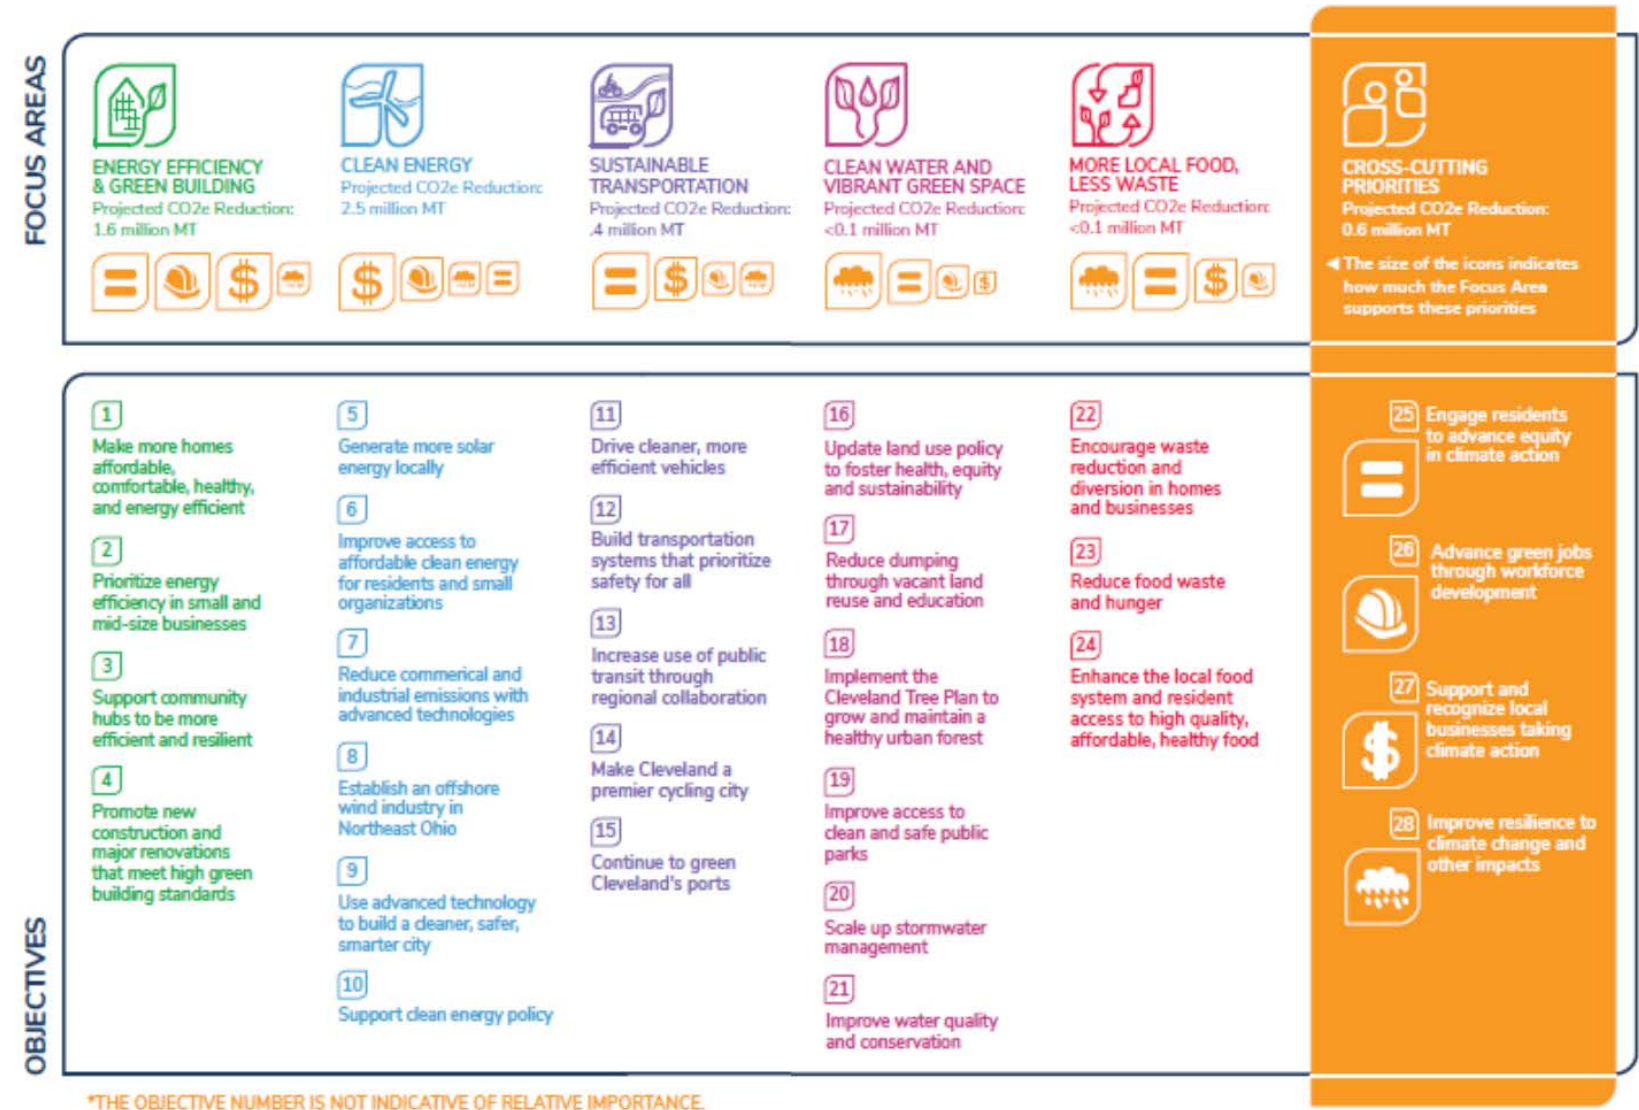 FOCUS AREAS
ENERGY EFFICIENCY
& GREEN BUILDING
Projected CO2e Reduction:
1.6 million MT
CLEAN ENERGY
Projected CO2e Reduction:
2.5 million MT
SUSTAINABLE
TRANSPORTATION
Projected CO2e Reduction:
.4 million MT
CLEAN WATER AND
VIBRANT GREEN SPACE
Projected CO2e Reduction:
<0.1 million MT
MORE LOCAL FOOD,
LESS WASTE
Projected CO2e Reduction:
<0.1 million MT
CROSS-CUTTING
PRIORITIES
Projected CO2e Reduction:
0.6 million MT
The size of the icons indicates
how much the Focus Area
supports these priorities
OBJECTIVES
1
Make more homes
affordable,
comfortable, healthy,
and energy efficient
2
Prioritize energy
efficiency in small and
mid-size businesses
3
Support community
hubs to be more
efficient and resilient
4
Promote new
construction and
major renovations
that meet high green
building standards
5
Generate more solar
energy locally
6
Improve access to
affordable clean energy
for residents and small
organizations
7
Reduce commerical and
industrial emissions with
advanced technologies
8
Establish an offshore
wind industry in
Northeast Ohio
9
Use advanced technology
to build a cleaner, safer,
smarter city
10
Support clean energy policy
11
Drive cleaner, more
efficient vehicles
12
Build transportation
systems that prioritize
safety for all
13
Increase use of public
transit through
regional collaboration
14
Make Cleveland a
premier cycling city
15
Continue to green
Cleveland's ports
16
Update land use policy
to foster health, equity
and sustainability
17
Reduce dumping
through vacant land
reuse and education
18
Implement the
Cleveland Tree Plan to
grow and maintain a
healthy urban forest
19
Improve access to
clean and safe public
parks
20
Scale up stormwater
management
21
Improve water quality
and conservation
22
Encourage waste
reduction and
diversion in homes
and businesses
23
Reduce food waste
and hunger
24
Enhance the local food
system and resident
access to high quality,
affordable, healthy food
25 Engage residents
to advance equity
in climate action
26 Advance green jobs
through workforce
development
27 Support and
recognize local
businesses taking
climate action
28 Improve resilience to
climate change and
other impacts
*THE OBJECTIVE NUMBER IS NOT INDICATIVE OF RELATIVE IMPORTANCE.